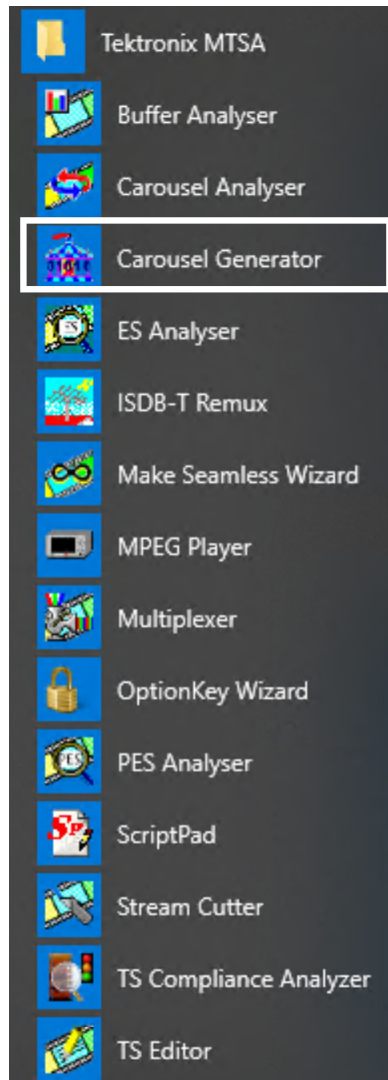 Tektronix MTSA
Buffer Analyser
Carousel Analyser
Carousel Generator
ES Analyser
ISDB-T Remux
Make Seamless Wizard
MPEG Player
Multiplexer
OptionKey Wizard
PES Analyser
ScriptPad
Stream Cutter
TS Compliance Analyzer
TS Editor